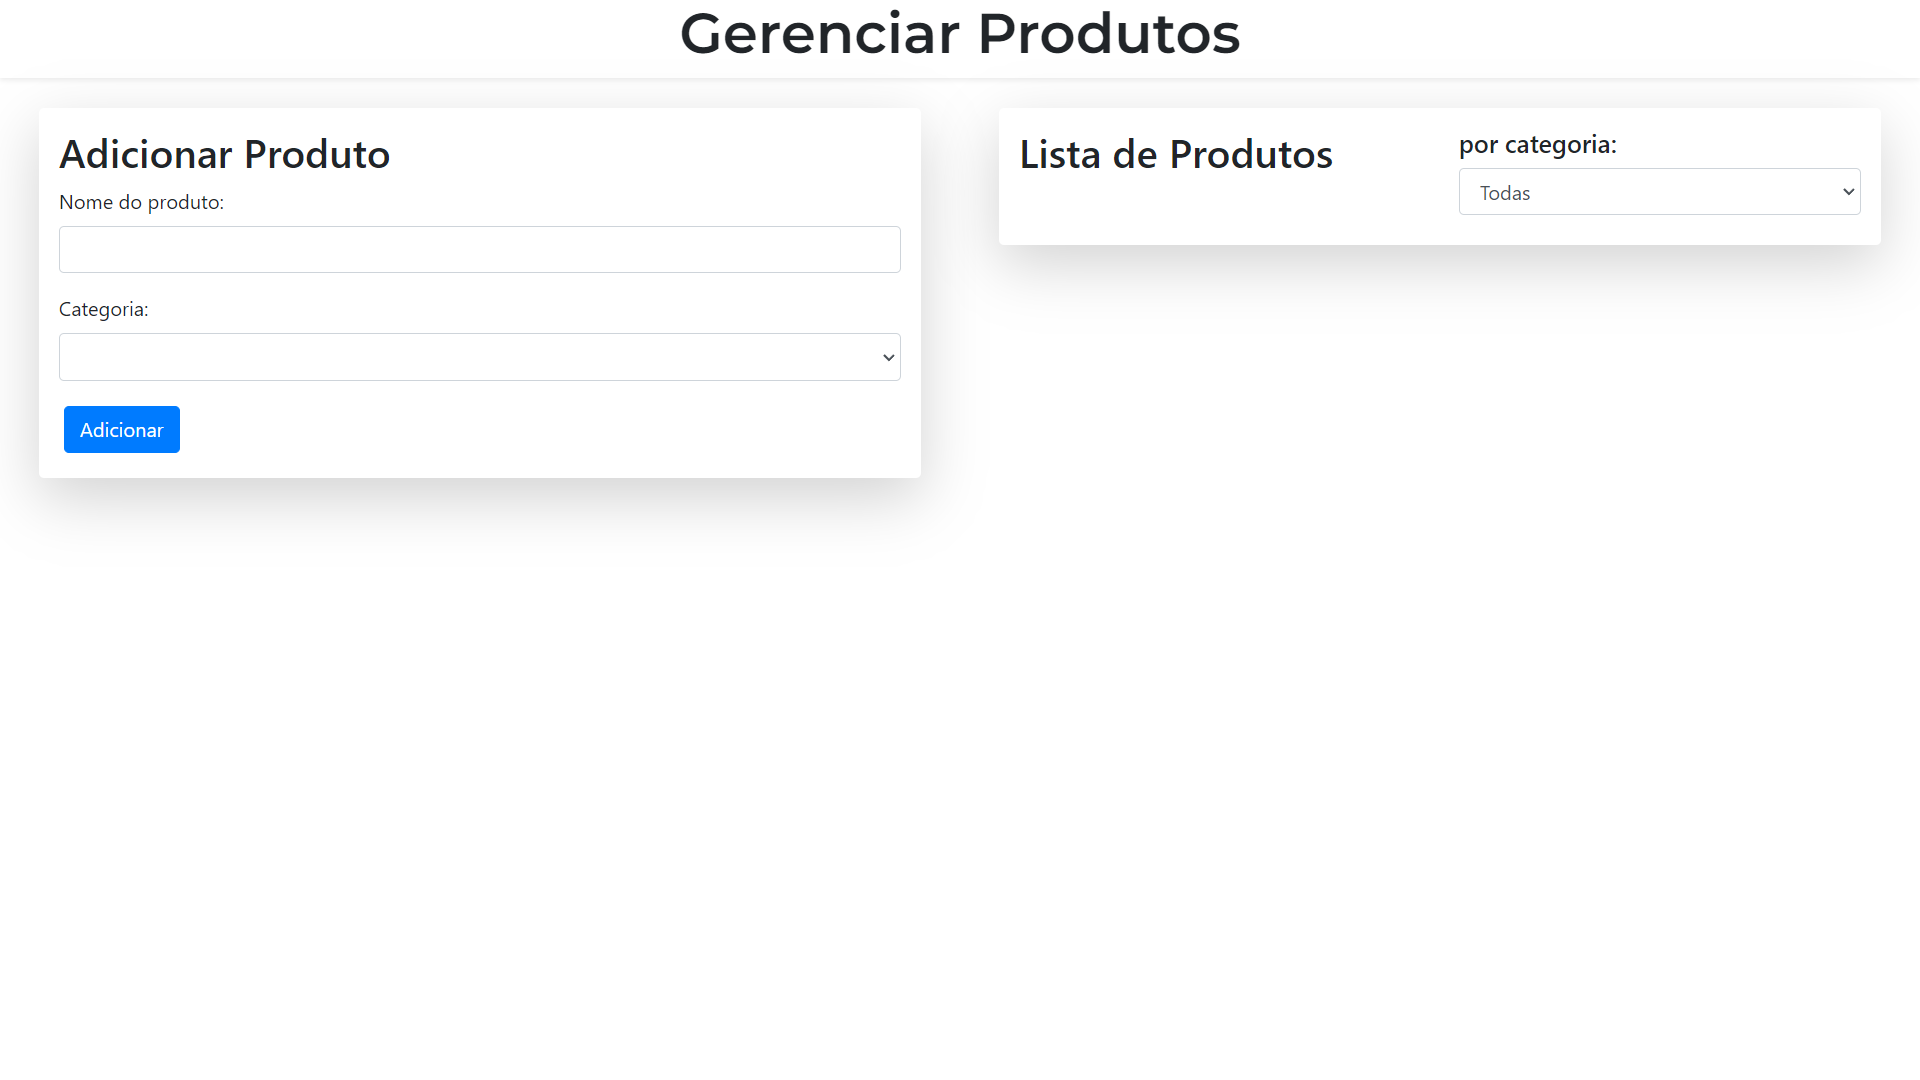 Gerenciar Produtos
Adicionar Produto
Nome do produto:
Categoria:
Adicionar
Lista de Produtos
por categoria:
Todas